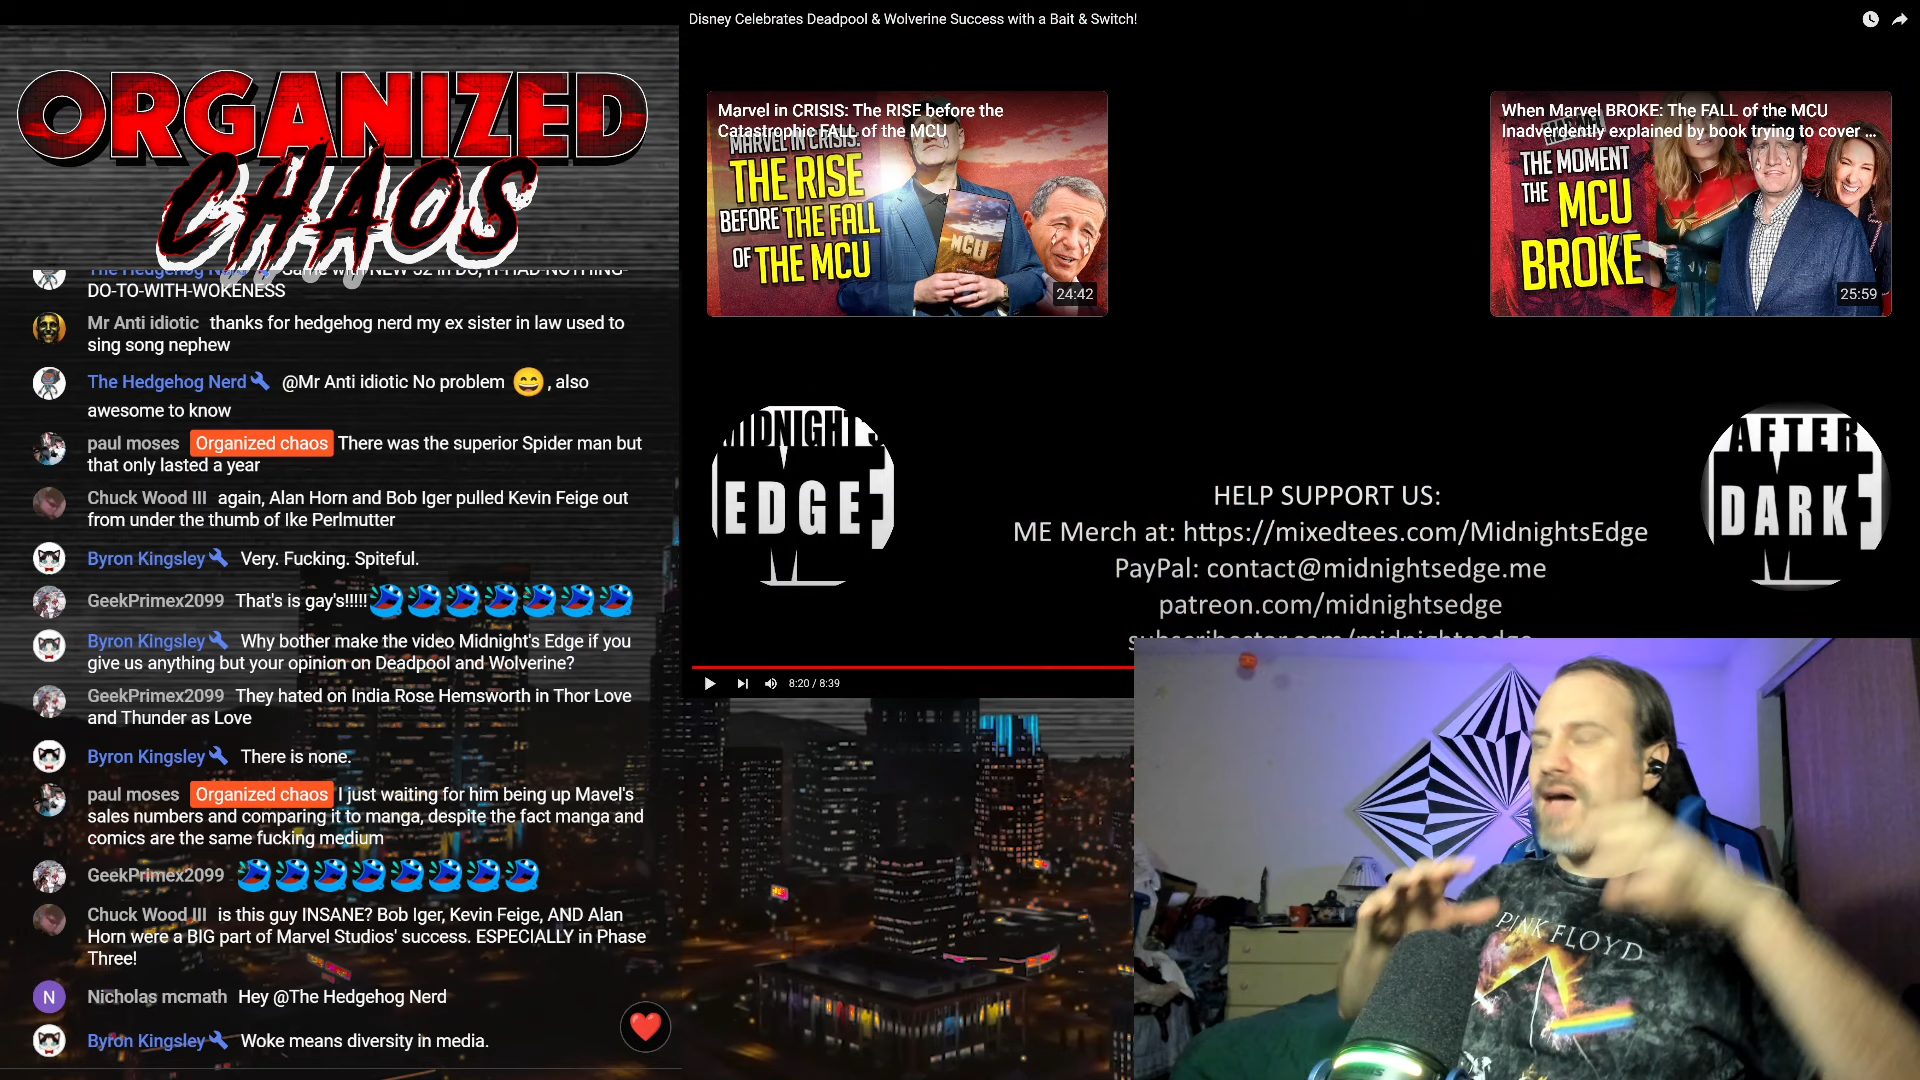 Disney Celebrates Deadpool & Wolverine Success with a Bait & Switch!
ORGANIZED
CHAOS
DO-TO-WITH-WOKENESS
Mr Anti idiotic thanks for hedgehog nerd my ex sister in law used to
sing song nephew
The Hedgehog Nerd @Mr Anti idiotic No problem 😄, also
awesome to know
paul moses Organized chaos There was the superior Spider man but
that only lasted a year
Chuck Wood III again, Alan Horn and Bob Iger pulled Kevin Feige out
from under the thumb of Ike Perlmutter
Byron Kingsley Very. Fucking. Spiteful.
GeekPrimex2099 That's is gay's!!!!!
Byron Kingsley Why bother make the video Midnight's Edge if you
give us anything but your opinion on Deadpool and Wolverine?
GeekPrimex2099 They hated on India Rose Hemsworth in Thor Love
and Thunder as Love
Byron Kingsley There is none.
paul moses Organized chaos I just waiting for him being up Mavel's
sales numbers and comparing it to manga, despite the fact manga and
comics are the same fucking medium
GeekPrimex2099
Chuck Wood III is this guy INSANE? Bob Iger, Kevin Feige, AND Alan
Horn were a BIG part of Marvel Studios' success. ESPECIALLY in Phase
Three!
N
Nicholas mcmath Hey @The Hedgehog Nerd
Byron Kingsley Woke means diversity in media.
Marvel in CRISIS: The RISE before the
Catastrophic FALL of the MCU
MARVEL IN CRISIS:
THE RISE
BEFORE THE FALL
OF THE MCU
MCU
24:42
When Marvel BROKE: The FALL of the MCU
Inadverdently explained by book trying to cover ...
THE MOMENT
THE MCU
BROKE
25:59
MIDNIGHT'S
EDGE
AFTER
DARK
HELP SUPPORT US:
ME Merch at: https://mixedtees.com/MidnightsEdge
PayPal: contact@midnightsedge.me
patreon.com/midnightsedge
subscribestar.com/midnightsedge
8:20 / 8:39
PINK FLOYD